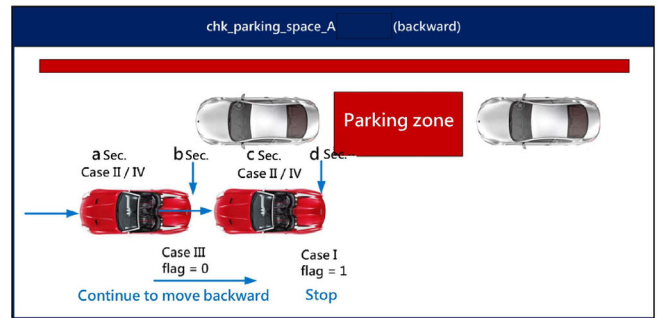 chk_parking_space_A (backward)
Parking zone
a Sec. b Sec. c Sec. d Sec.
Case II / IV Case II / IV
Case III Case I
flag = 0 flag = 1
Continue to move backward Stop